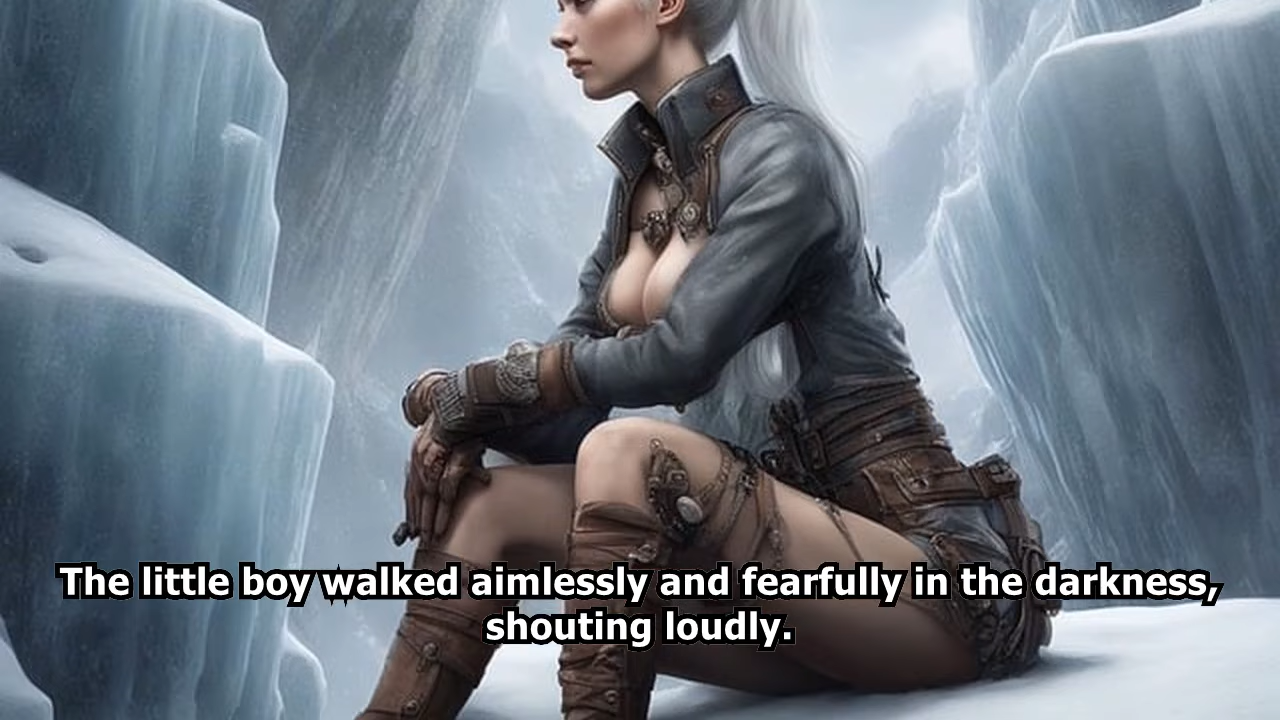 The little boy walked aimlessly and fearfully in the darkness,
shouting loudly.